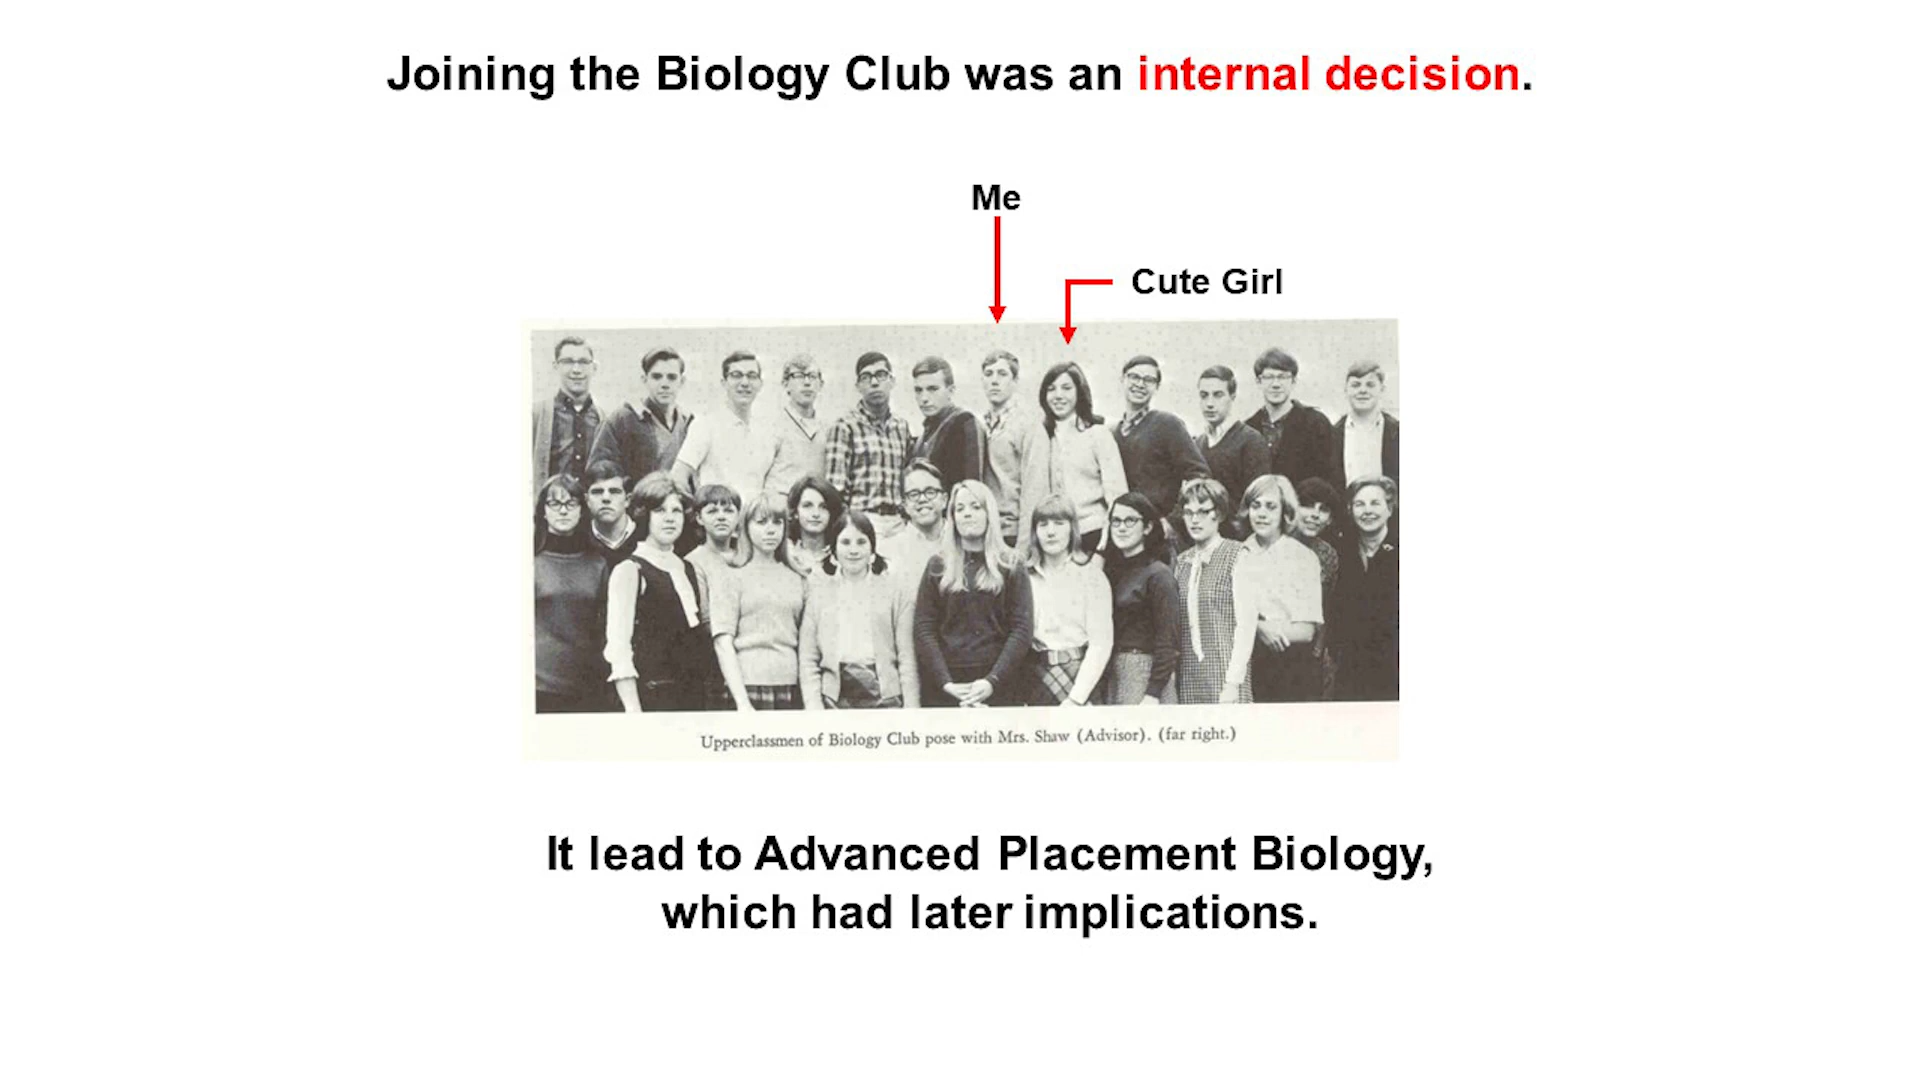 Joining the Biology Club was an internal decision.
Me
Cute Girl
Upperclassmen of Biology Club pose with Mrs. Shaw (Advisor). (far right.)
It lead to Advanced Placement Biology,
which had later implications.